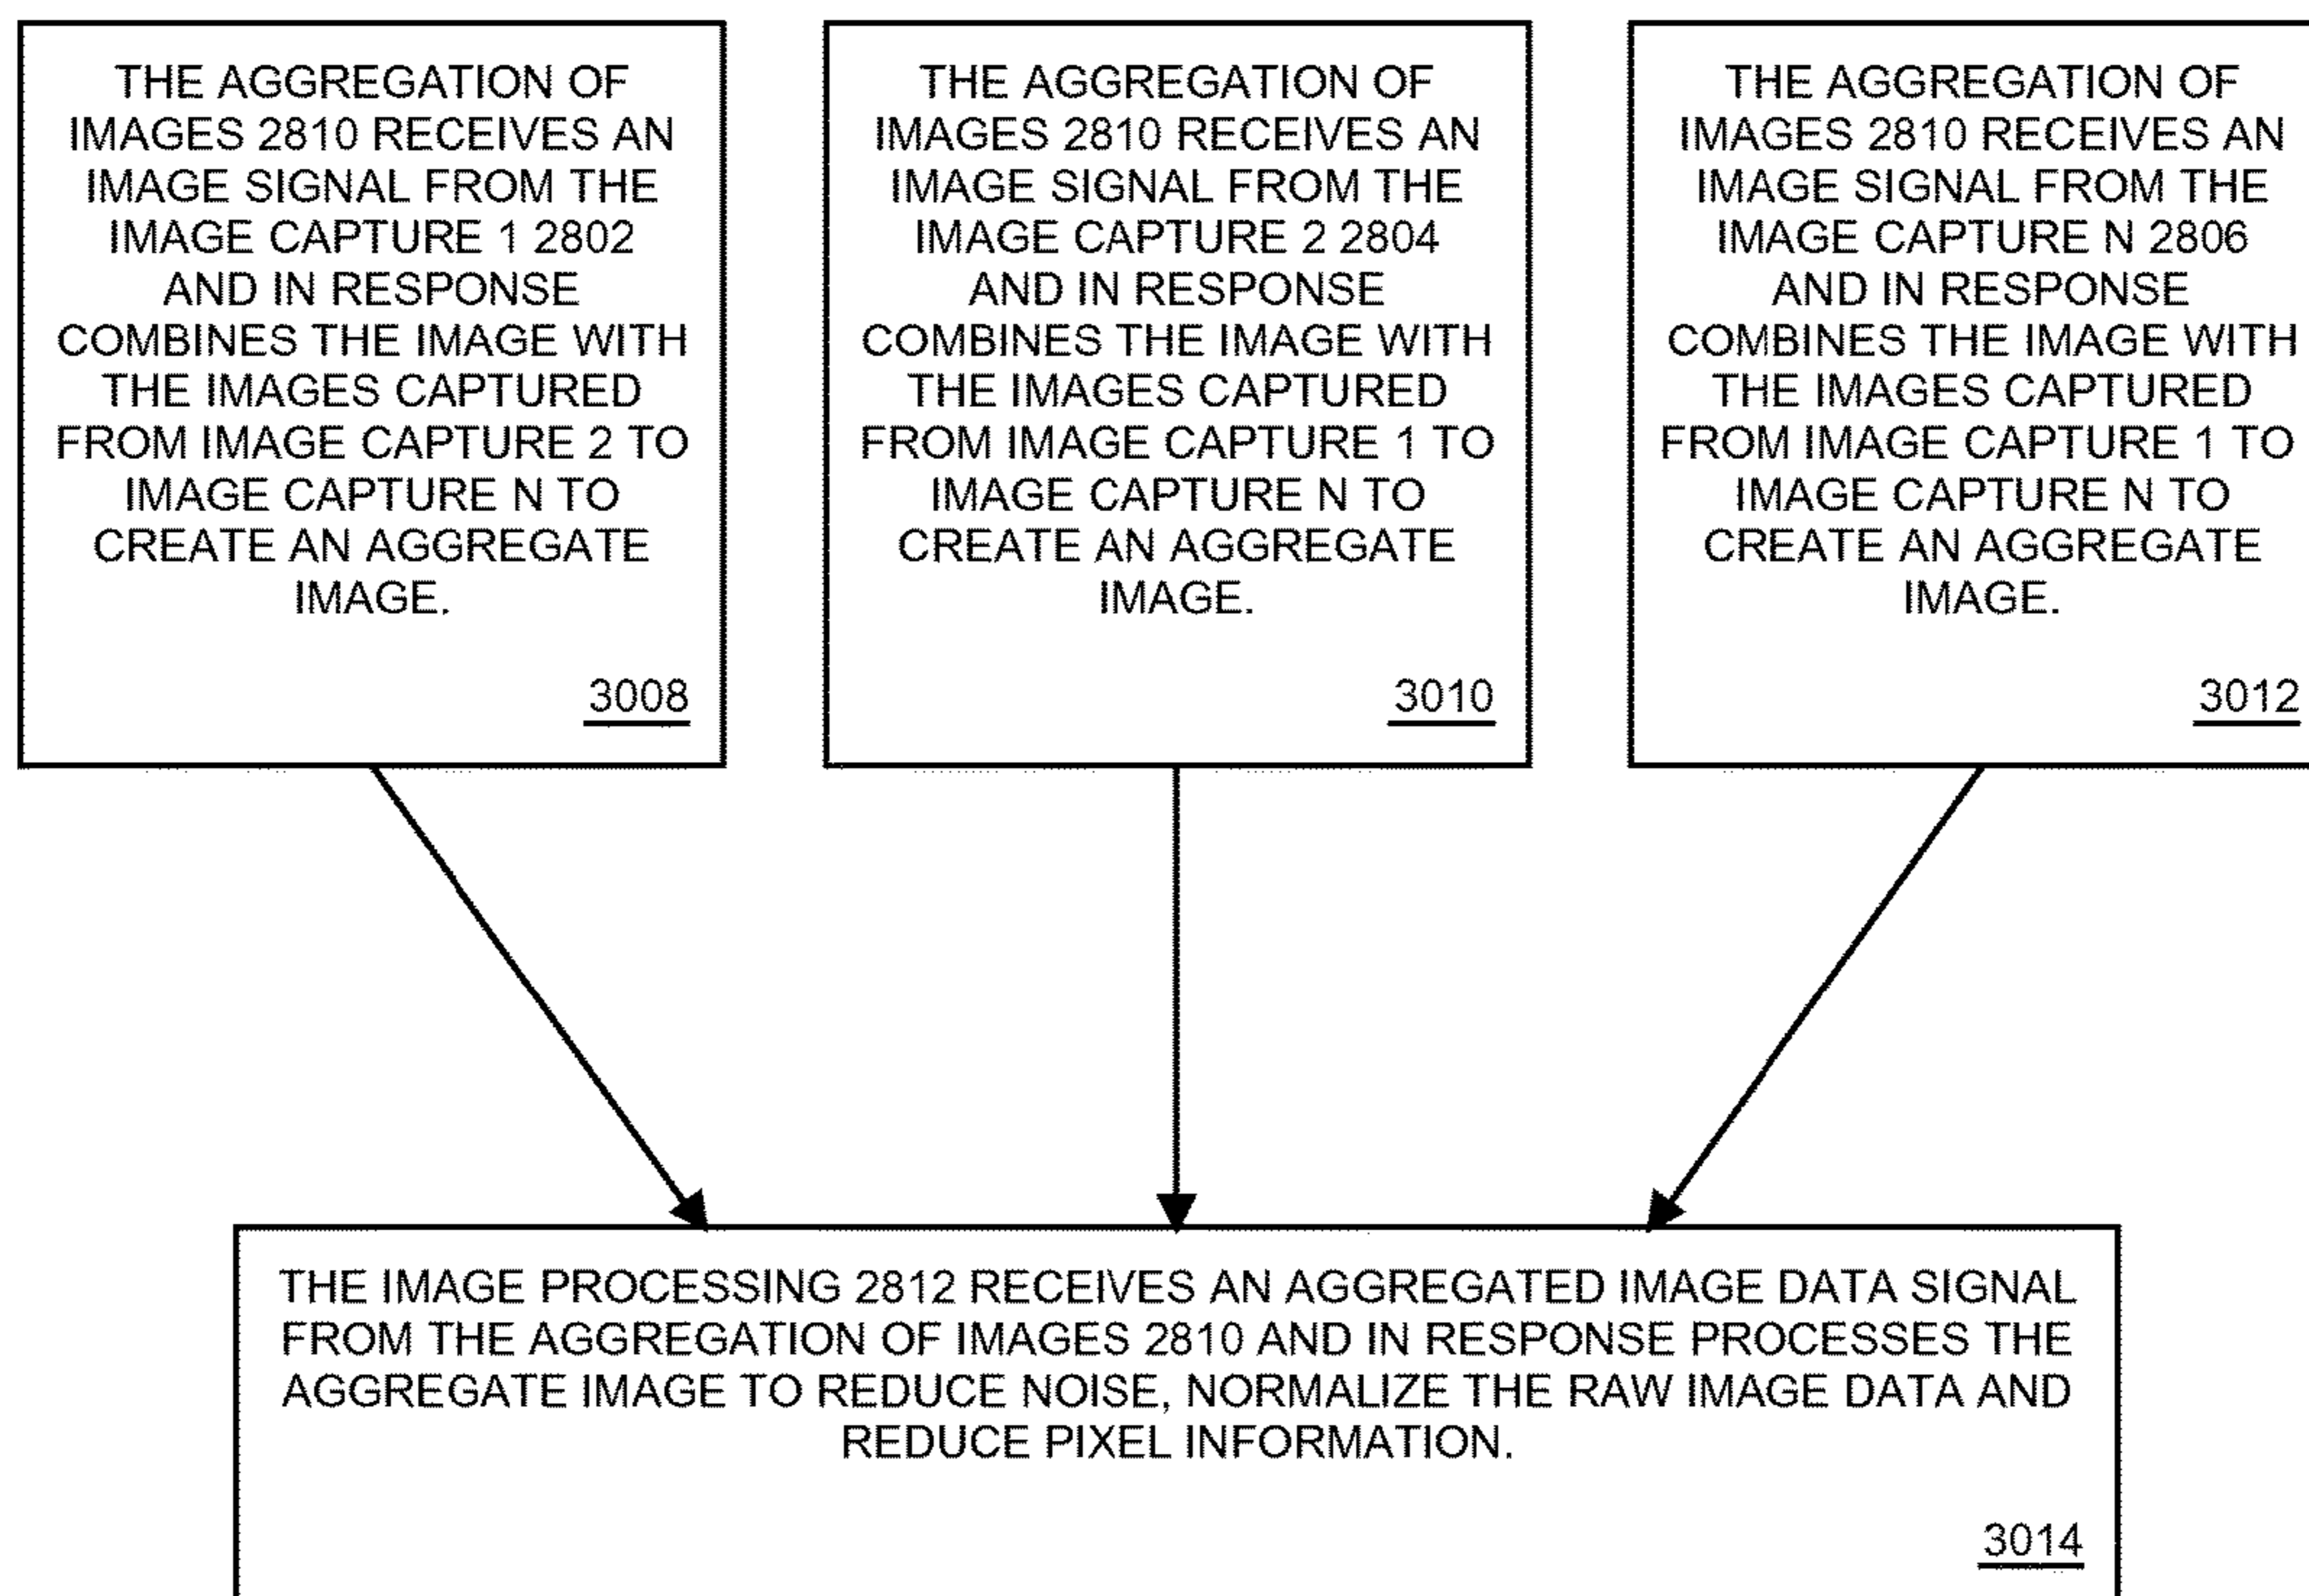 THE AGGREGATION OF
IMAGES 2810 RECEIVES AN
IMAGE SIGNAL FROM THE
IMAGE CAPTURE 1 2802
AND IN RESPONSE
COMBINES THE IMAGE WITH
THE IMAGES CAPTURED
FROM IMAGE CAPTURE 2 TO
IMAGE CAPTURE N TO
CREATE AN AGGREGATE
IMAGE.
3008
THE AGGREGATION OF
IMAGES 2810 RECEIVES AN
IMAGE SIGNAL FROM THE
IMAGE CAPTURE 2 2804
AND IN RESPONSE
COMBINES THE IMAGE WITH
THE IMAGES CAPTURED
FROM IMAGE CAPTURE 1 TO
IMAGE CAPTURE N TO
CREATE AN AGGREGATE
IMAGE.
3010
THE AGGREGATION OF
IMAGES 2810 RECEIVES AN
IMAGE SIGNAL FROM THE
IMAGE CAPTURE N 2806
AND IN RESPONSE
COMBINES THE IMAGE WITH
THE IMAGES CAPTURED
FROM IMAGE CAPTURE 1 TO
IMAGE CAPTURE N TO
CREATE AN AGGREGATE
IMAGE.
3012
THE IMAGE PROCESSING 2812 RECEIVES AN AGGREGATED IMAGE DATA SIGNAL
FROM THE AGGREGATION OF IMAGES 2810 AND IN RESPONSE PROCESSES THE
AGGREGATE IMAGE TO REDUCE NOISE, NORMALIZE THE RAW IMAGE DATA AND
REDUCE PIXEL INFORMATION.
3014